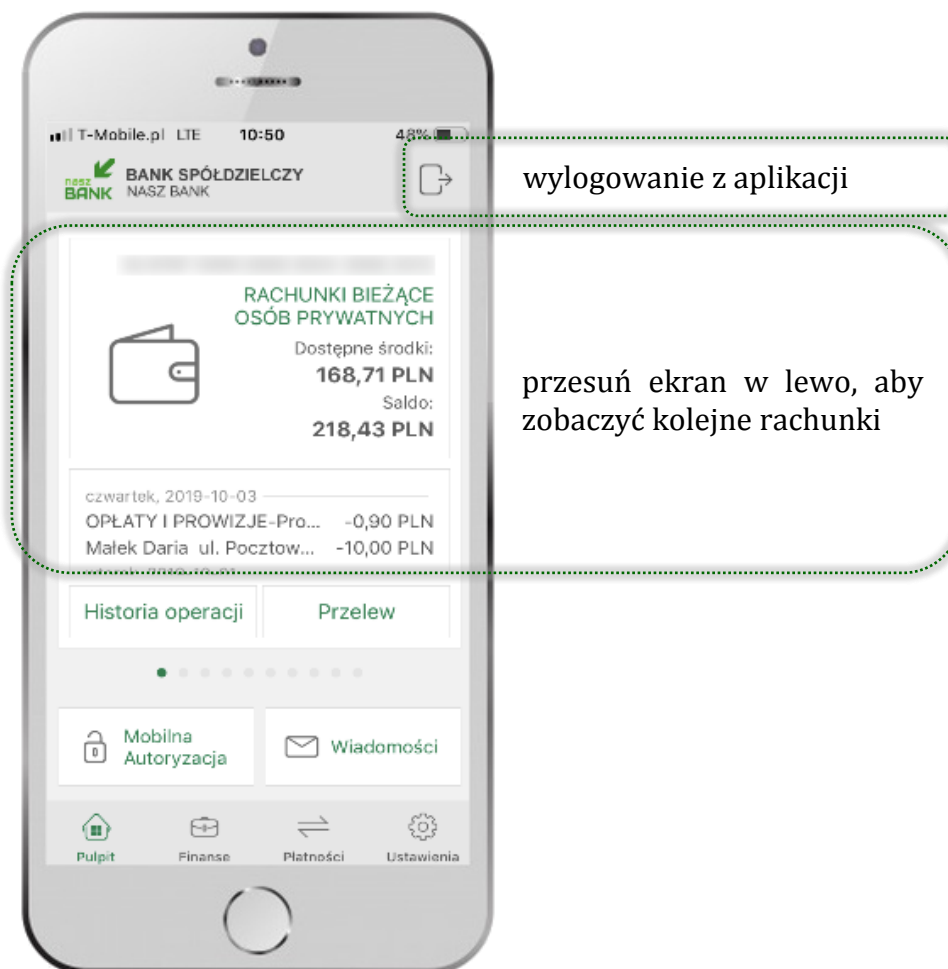 T-Mobile.pl LTE 10:50 48%
nasz BANK
BANK SPÓŁDZIELCZY
NASZ BANK
wylogowanie z aplikacji
RACHUNKI BIEŻĄCE
OSÓB PRYWATNYCH
Dostępne środki:
168,71 PLN
Saldo:
218,43 PLN
przesuń ekran w lewo, aby
zobaczyć kolejne rachunki
czwartek, 2019-10-03
OPŁATY I PROWIZJE-Pro... -0,90 PLN
Małek Daria ul. Pocztow... -10,00 PLN
Historia operacji Przelew
Mobilna
Autoryzacja
Wiadomości
Pulpit Finanse Płatności Ustawienia